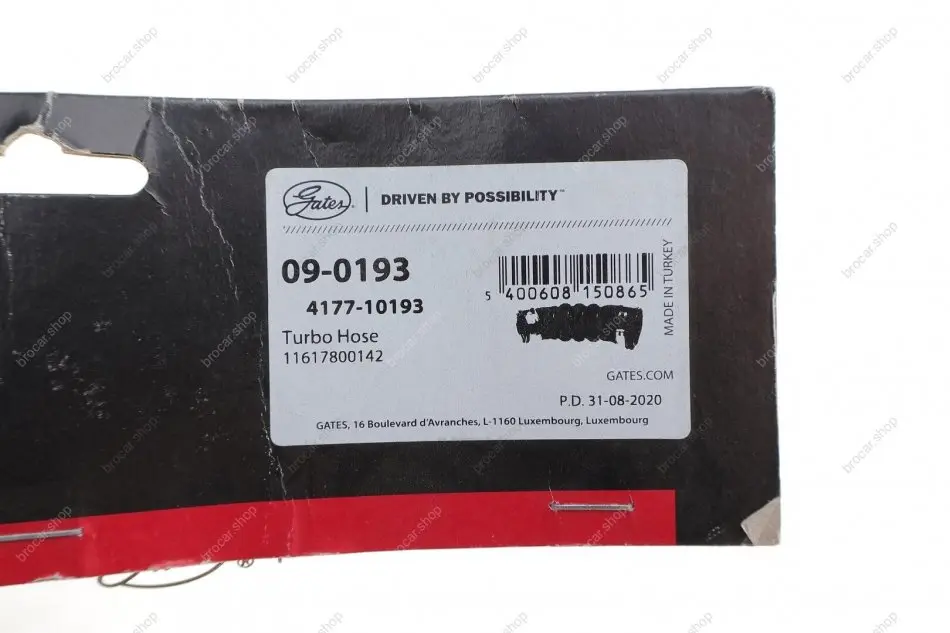 Gates® | DRIVEN BY POSSIBILITY™
09-0193
4177-10193
Turbo Hose
11617800142
5 400608 150865
MADE IN TURKEY
GATES.COM
P.D. 31-08-2020
GATES, 16 Boulevard d'Avranches, L-1160 Luxembourg, Luxembourg
®
brocar.shop